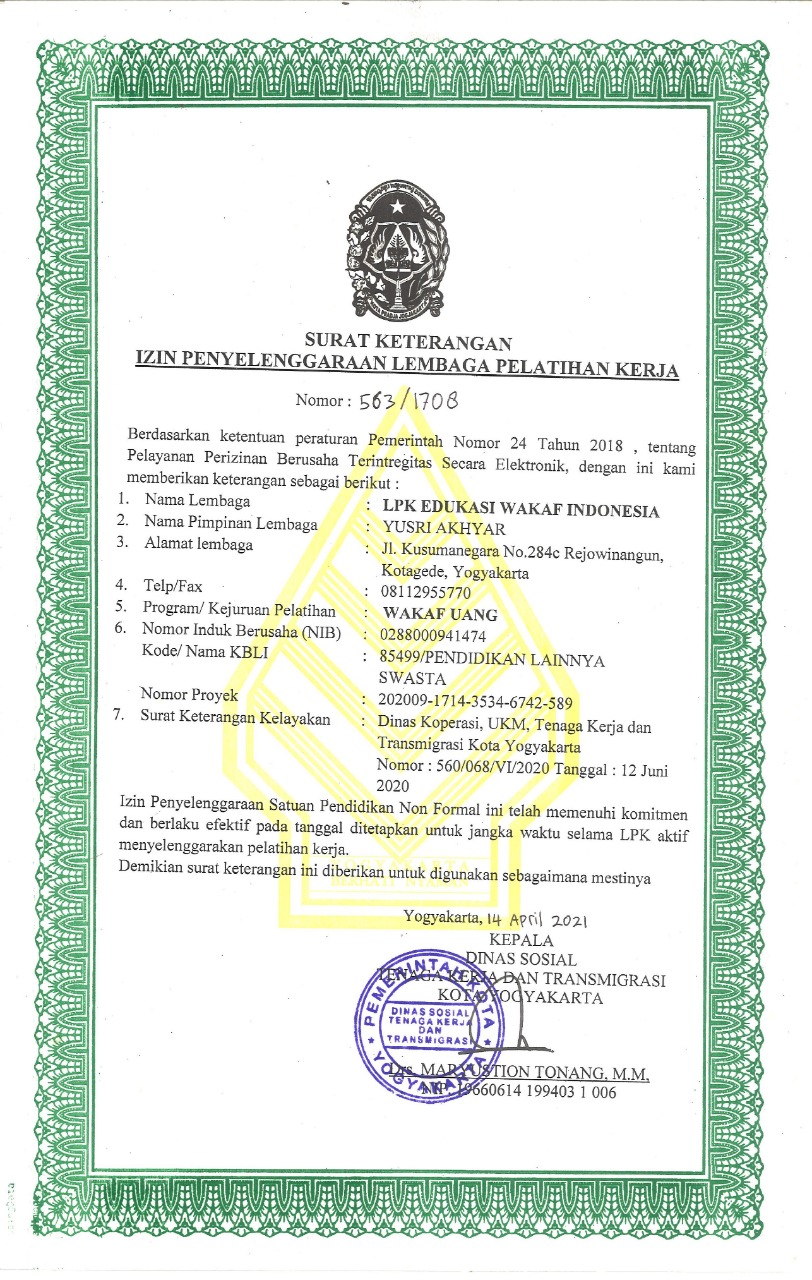 SURAT KETERANGAN
IZIN PENYELENGGARAAN LEMBAGA PELATIHAN KERJA
Nomor : 563/1708
Berdasarkan ketentuan peraturan Pemerintah Nomor 24 Tahun 2018 , tentang
Pelayanan Perizinan Berusaha Terintregitas Secara Elektronik, dengan ini kami
memberikan keterangan sebagai berikut :
1. Nama Lembaga : LPK EDUKASI WAKAF INDONESIA
2. Nama Pimpinan Lembaga : YUSRI AKHYAR
3. Alamat lembaga : Jl. Kusumanegara No.284c Rejowinangun,
Kotagede, Yogyakarta
4. Telp/Fax : 08112955770
5. Program/ Kejuruan Pelatihan : WAKAF UANG
6. Nomor Induk Berusaha (NIB) : 0288000941474
Kode/ Nama KBLI : 85499/PENDIDIKAN LAINNYA
SWASTA
Nomor Proyek : 202009-1714-3534-6742-589
7. Surat Keterangan Kelayakan : Dinas Koperasi, UKM, Tenaga Kerja dan
Transmigrasi Kota Yogyakarta
Nomor : 560/068/VI/2020 Tanggal : 12 Juni
2020
Izin Penyelenggaraan Satuan Pendidikan Non Formal ini telah memenuhi komitmen
dan berlaku efektif pada tanggal ditetapkan untuk jangka waktu selama LPK aktif
menyelenggarakan pelatihan kerja.
Demikian surat keterangan ini diberikan untuk digunakan sebagaimana mestinya
Yogyakarta, 14 April 2021
KEPALA
DINAS SOSIAL
TENAGA KERJA DAN TRANSMIGRASI
KOTA YOGYAKARTA
PEMERINTAH KOTA
DINAS SOSIAL
TENAGA KERJA
DAN
TRANSMIGRASI
YOGYAKARTA
Drs. MARYUSTION TONANG, M.M.
NIP. 19660614 199403 1 006